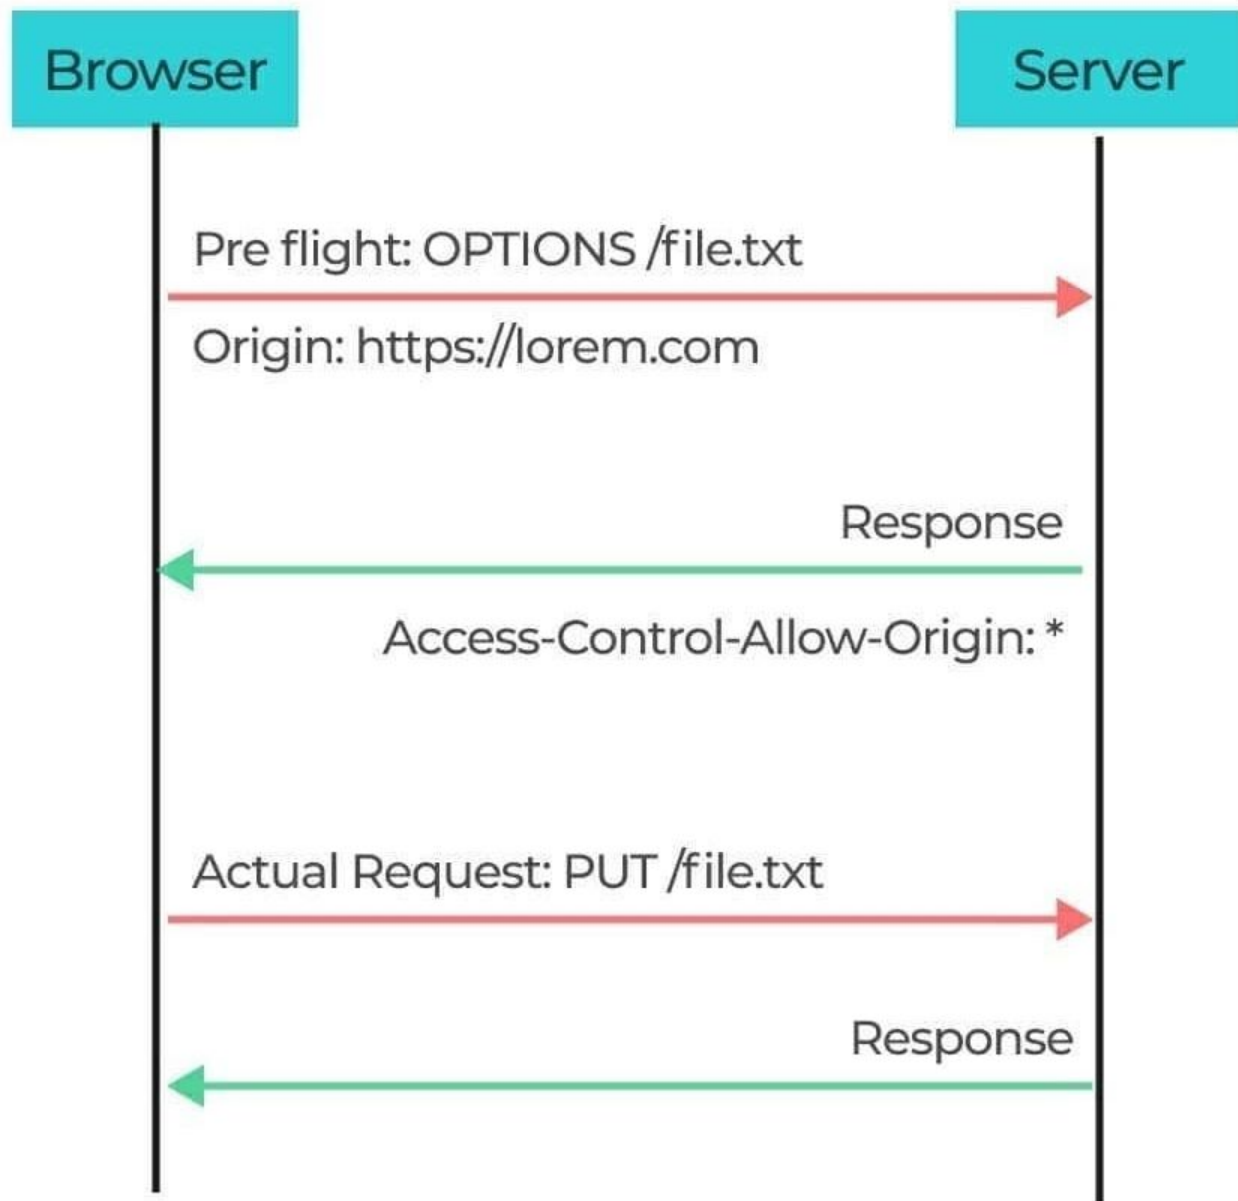 Browser
Server
Pre flight: OPTIONS /file.txt
Origin: https://lorem.com
Response
Access-Control-Allow-Origin: *
Actual Request: PUT /file.txt
Response